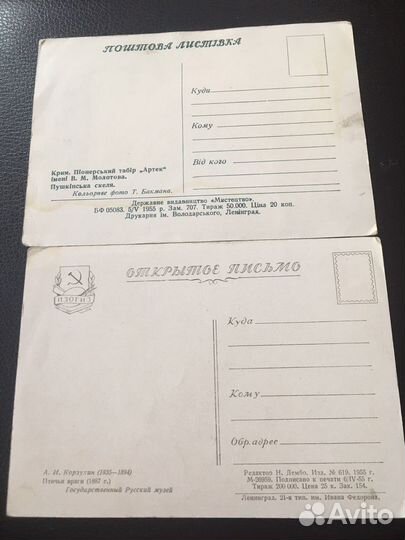 ПОШТОВА ЛИСТІВКА
Куди
Кому
Від кого
Крим. Піонерський табір „Артек"
імені В. М. Молотова.
Пушкінська скеля.
Кольорове фото Т. Бакмана.
Державне видавництво «Мистецтво».
БФ 05083. 5/V 1955 р. Зам. 707. Тираж 50.000. Ціна 20 коп.
Друкарня ім. Володарського, Ленінград.
ИЗОГИЗ
ОТКРЫТОЕ ПИСЬМО
Куда
Кому
Обр. адрес
А. И. Корзухин (1835—1894)
Птичьи враги (1887 г.)
Государственный Русский музей
Редактор Н. Дембо. Изд. № 619. 1955 г.
М-26959. Подписано к печати 6/IV-55 г.
Тираж 200 000. Цена 25 к. Зак. 154.
Ленинград. 21-я тип. им. Ивана Федорова.
Avito